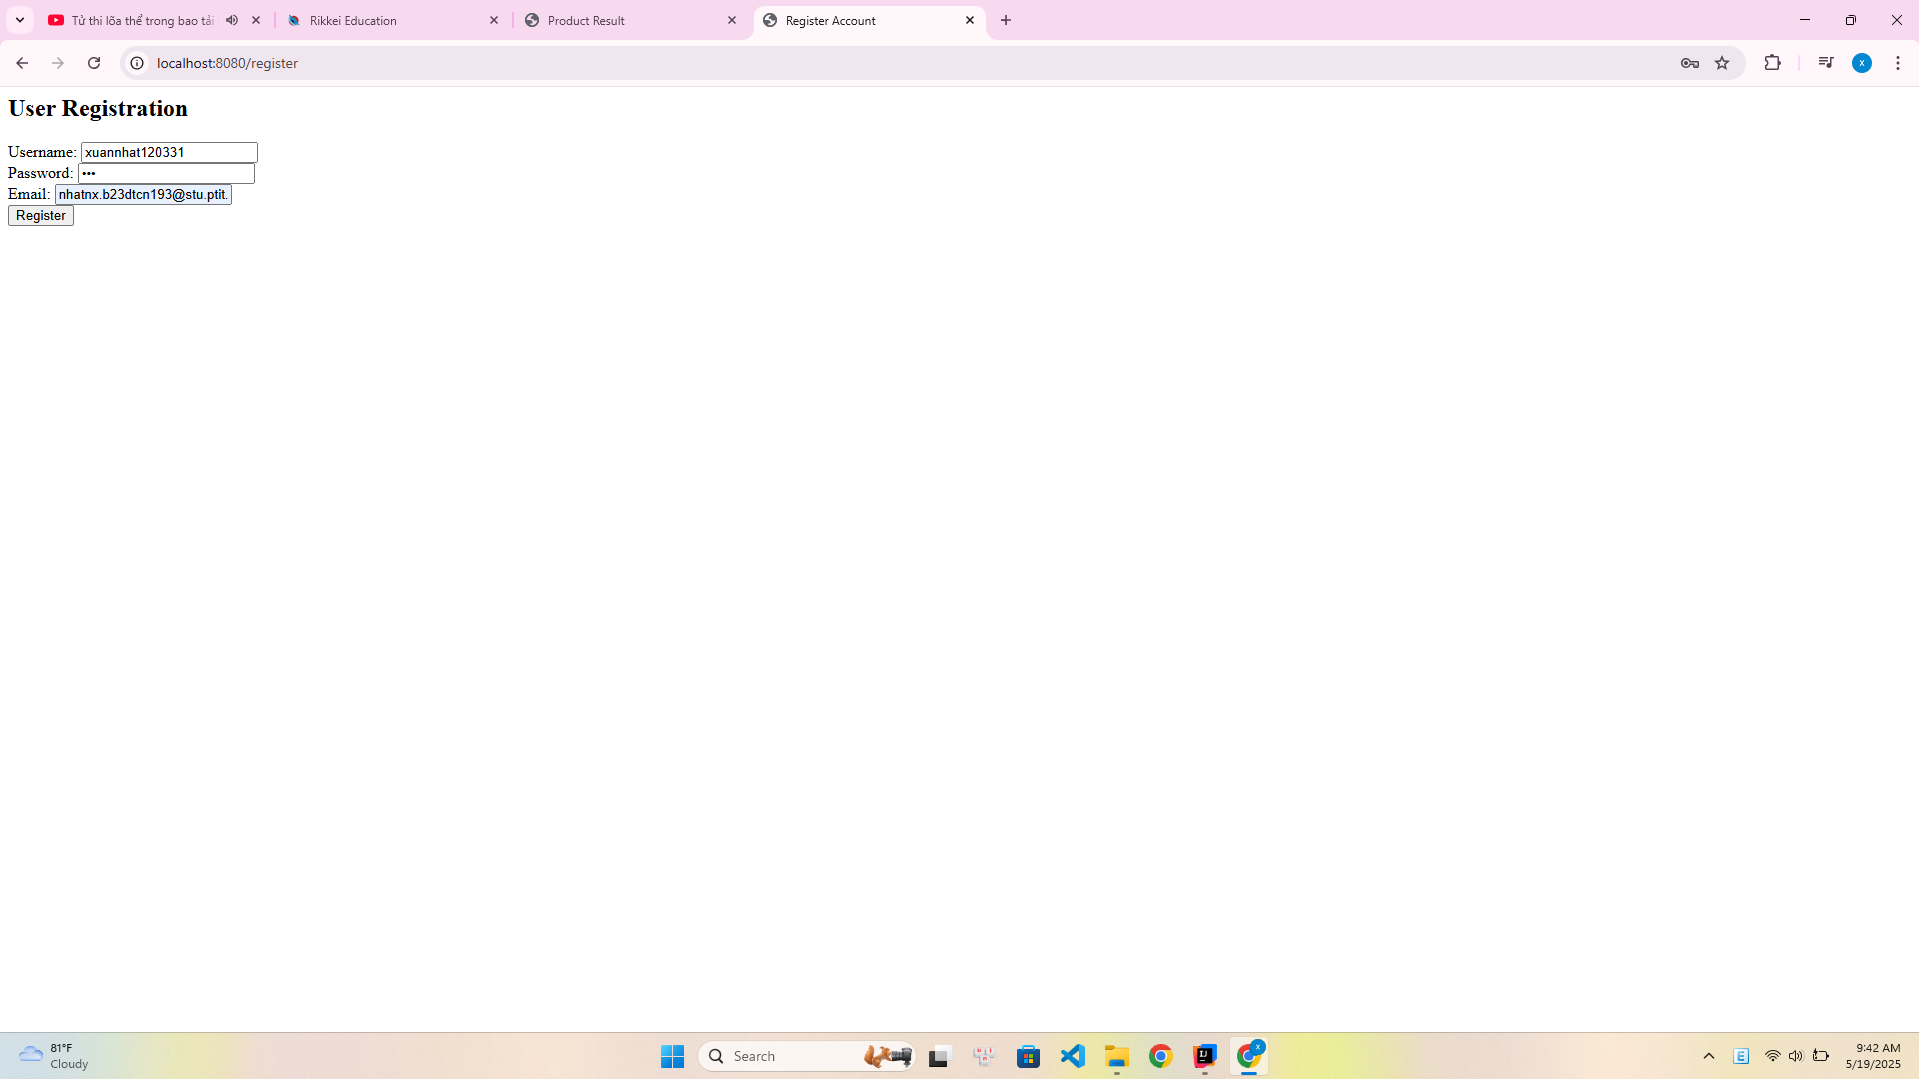 Tử thi lõa thể trong bao tải
Rikkei Education
Product Result
Register Account
localhost:8080/register
x
User Registration
Username: xuannhat120331
Password: •••
Email: nhatnx.b23dtcn193@stu.ptit.
Register
81°F
Cloudy
Search
x
E
9:42 AM
5/19/2025